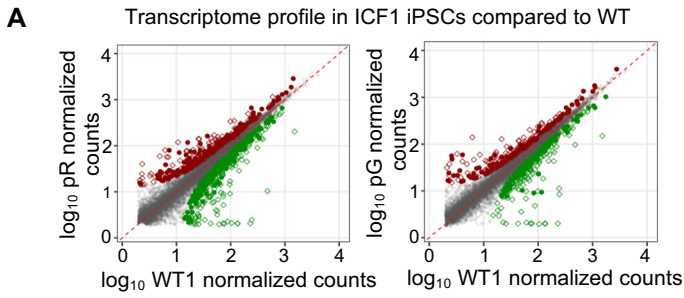 A
Transcriptome profile in ICF1 iPSCs compared to WT
log₁₀ pR normalized
counts
4
3
2
1
0
0 1 2 3 4
log₁₀ WT1 normalized counts
log₁₀ pG normalized
counts
4
3
2
1
0
0 1 2 3 4
log₁₀ WT1 normalized counts